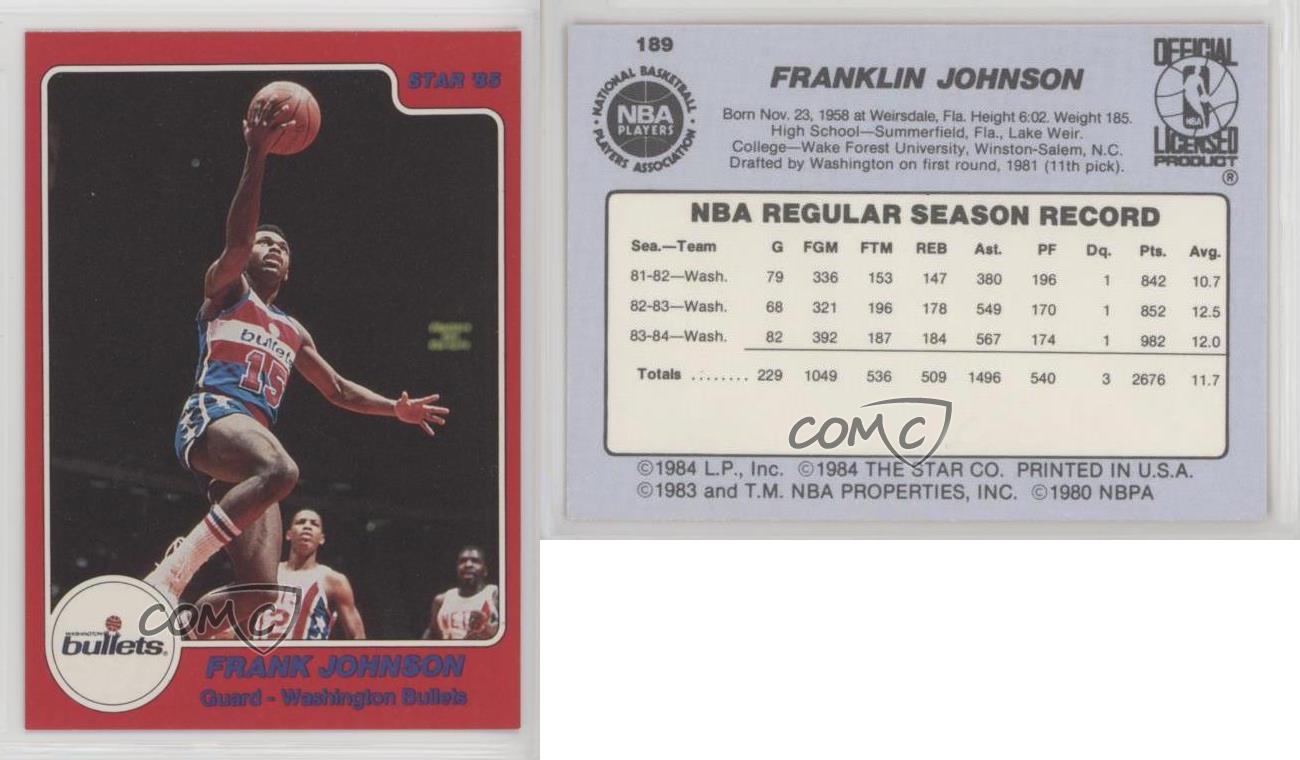 STAR '85
bullets
15
12
NETS
WASHINGTON
bullets®
COMC
FRANK JOHNSON
Guard - Washington Bullets
189
NATIONAL BASKETBALL
NBA
PLAYERS
PLAYERS ASSOCIATION
FRANKLIN JOHNSON
OFFICIAL
NBA
LICENSED
PRODUCT
®
Born Nov. 23, 1958 at Weirsdale, Fla. Height 6:02. Weight 185.
High School—Summerfield, Fla., Lake Weir.
College—Wake Forest University, Winston-Salem, N.C.
Drafted by Washington on first round, 1981 (11th pick).
NBA REGULAR SEASON RECORD
Sea.—Team G FGM FTM REB Ast. PF Dq. Pts. Avg.
81-82—Wash. 79 336 153 147 380 196 1 842 10.7
82-83—Wash. 68 321 196 178 549 170 1 852 12.5
83-84—Wash. 82 392 187 184 567 174 1 982 12.0
Totals ........ 229 1049 536 509 1496 540 3 2676 11.7
COMC
©1984 L.P., Inc. ©1984 THE STAR CO. PRINTED IN U.S.A.
©1983 and T.M. NBA PROPERTIES, INC. ©1980 NBPA